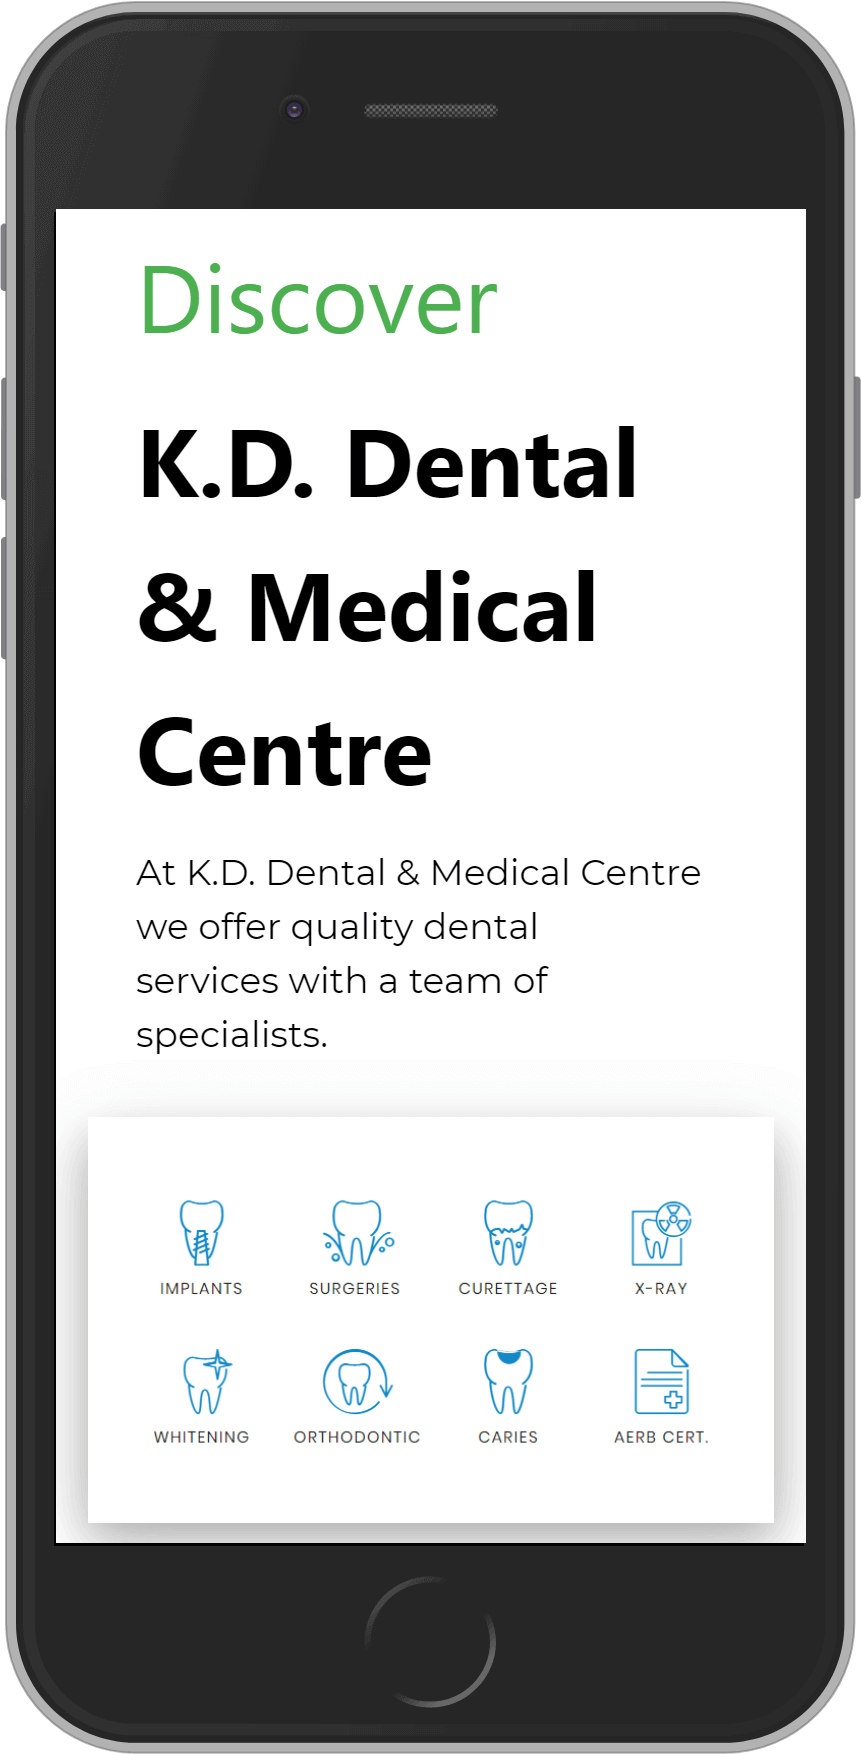 Discover
K.D. Dental
& Medical
Centre
At K.D. Dental & Medical Centre
we offer quality dental
services with a team of
specialists.
IMPLANTS SURGERIES CURETTAGE X-RAY
WHITENING ORTHODONTIC CARIES AERB CERT.